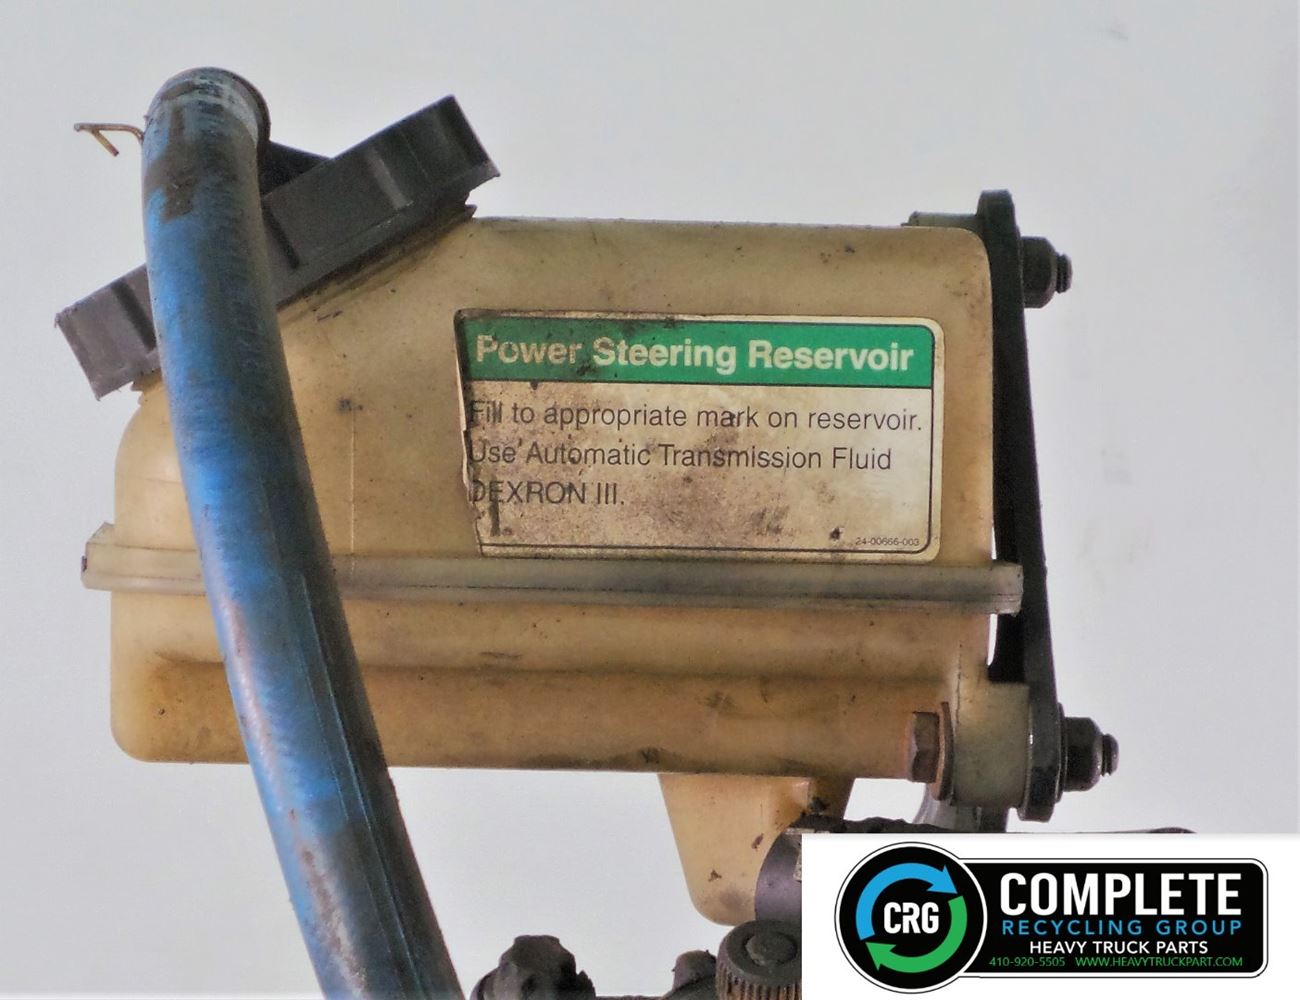 Power Steering Reservoir
Fill to appropriate mark on reservoir.
Use Automatic Transmission Fluid
DEXRON III.
24-00666-003
CRG
COMPLETE
RECYCLING GROUP
HEAVY TRUCK PARTS
410-920-5505 WWW.HEAVYTRUCKPART.COM